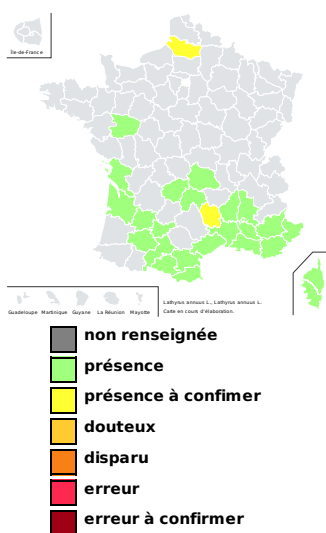 Île-de-France
Guadeloupe Martinique Guyane La Réunion Mayotte
Lathyrus annuus L., Lathyrus annuus L.
Carte en cours d'élaboration.
non renseignée
présence
présence à confimer
douteux
disparu
erreur
erreur à confirmer